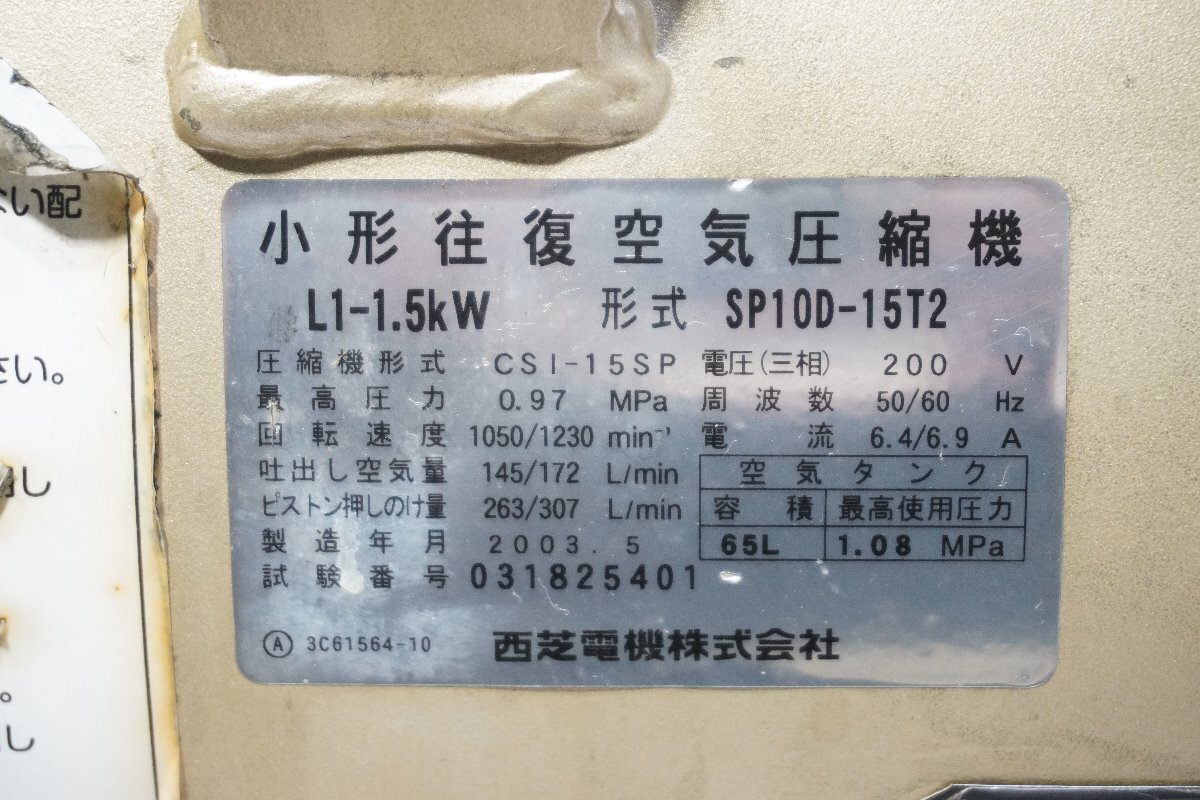 小形往復空気圧縮機
L1-1.5kW 形式 SP10D-15T2
圧縮機形式 CSI-15SP 電圧(三相) 200 V
最高圧力 0.97 MPa 周波数 50/60 Hz
回転速度 1050/1230 min⁻¹ 電流 6.4/6.9 A
吐出し空気量 145/172 L/min 空気タンク
ピストン押しのけ量 263/307 L/min 容積 最高使用圧力
製造年月 2003.5 65L 1.08 MPa
試験番号 031825401
Ⓐ 3C61564-10 西芝電機株式会社
ない配
さい。
し
。
し